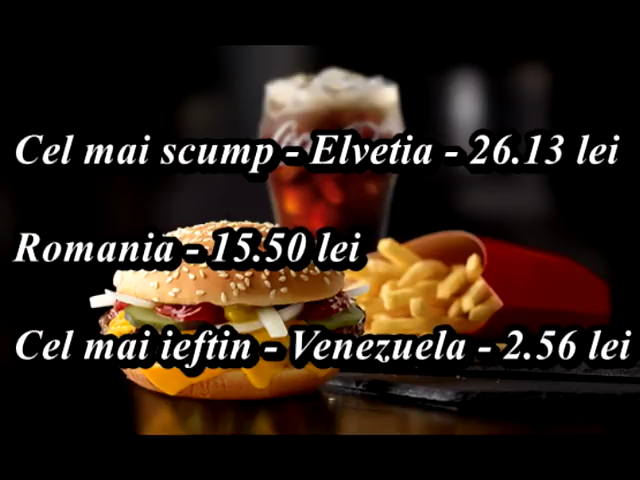 Cel mai scump - Elvetia - 26.13 lei
Romania - 15.50 lei
Cel mai ieftin - Venezuela - 2.56 lei